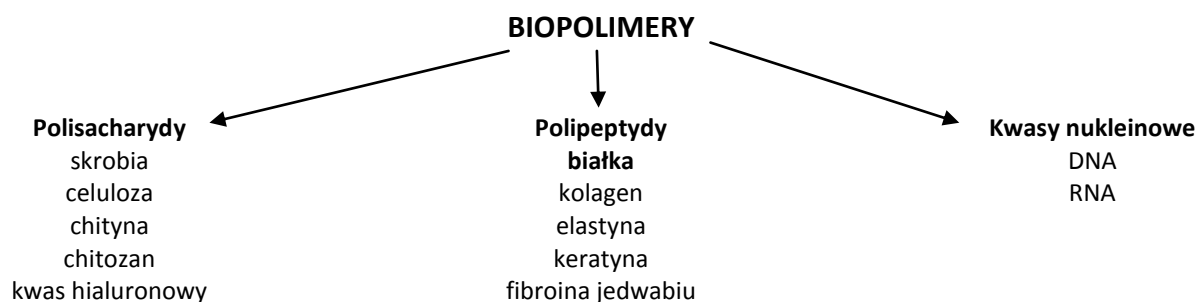 BIOPOLIMERY
Polisacharydy
skrobia
celuloza
chityna
chitozan
kwas hialuronowy
Polipeptydy
białka
kolagen
elastyna
keratyna
fibroina jedwabiu
Kwasy nukleinowe
DNA
RNA